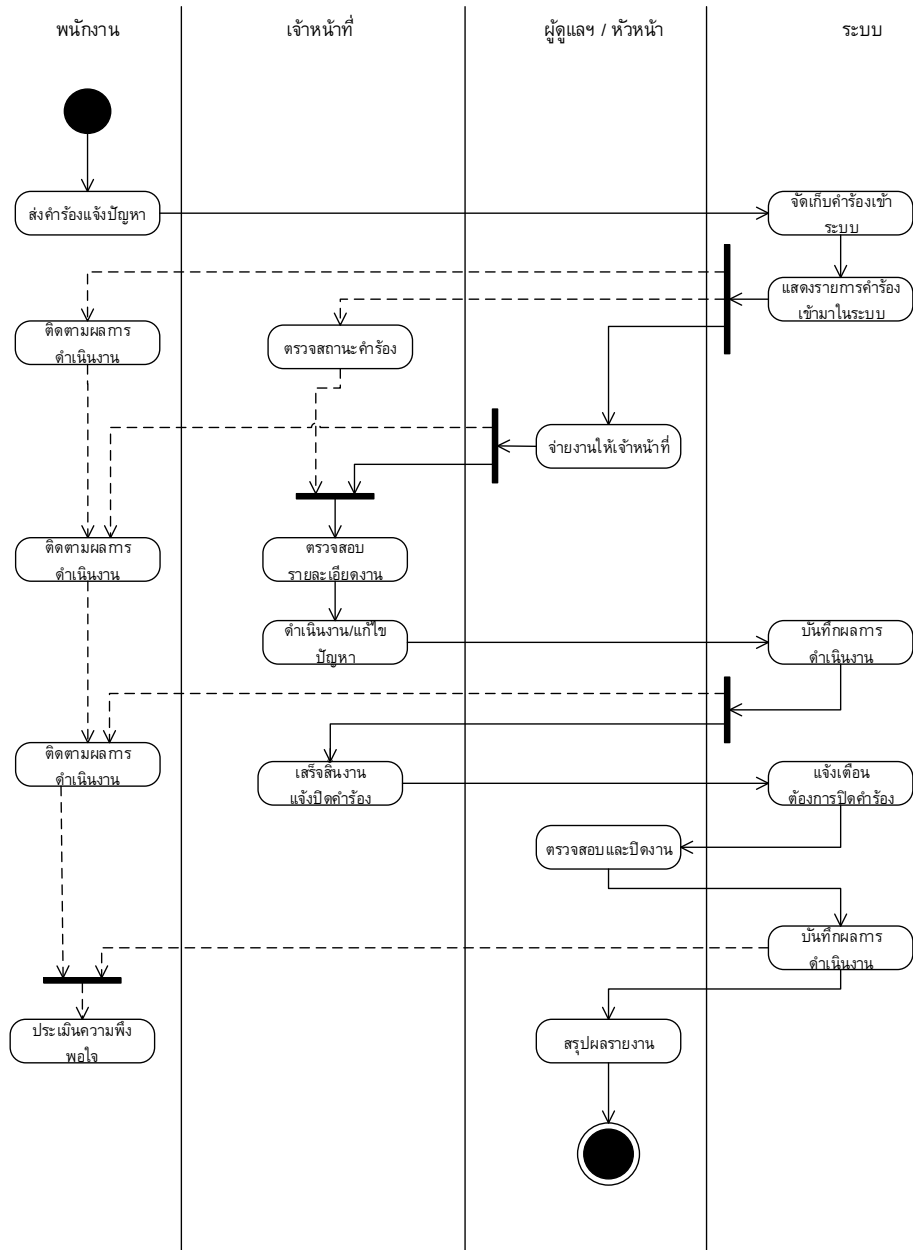 พนักงาน
เจ้าหน้าที่
ผู้ดูแลฯ / หัวหน้า
ระบบ
ส่งคำร้องแจ้งปัญหา
จัดเก็บคำร้องเข้า
ระบบ
แสดงรายการคำร้อง
เข้ามาในระบบ
ติดตามผลการ
ดำเนินงาน
ตรวจสถานะคำร้อง
จ่ายงานให้เจ้าหน้าที่
ติดตามผลการ
ดำเนินงาน
ตรวจสอบ
รายละเอียดงาน
ดำเนินงาน/แก้ไข
ปัญหา
บันทึกผลการ
ดำเนินงาน
ติดตามผลการ
ดำเนินงาน
เสร็จสิ้นงาน
แจ้งปิดคำร้อง
แจ้งเตือน
ต้องการปิดคำร้อง
ตรวจสอบและปิดงาน
บันทึกผลการ
ดำเนินงาน
ประเมินความพึง
พอใจ
สรุปผลรายงาน